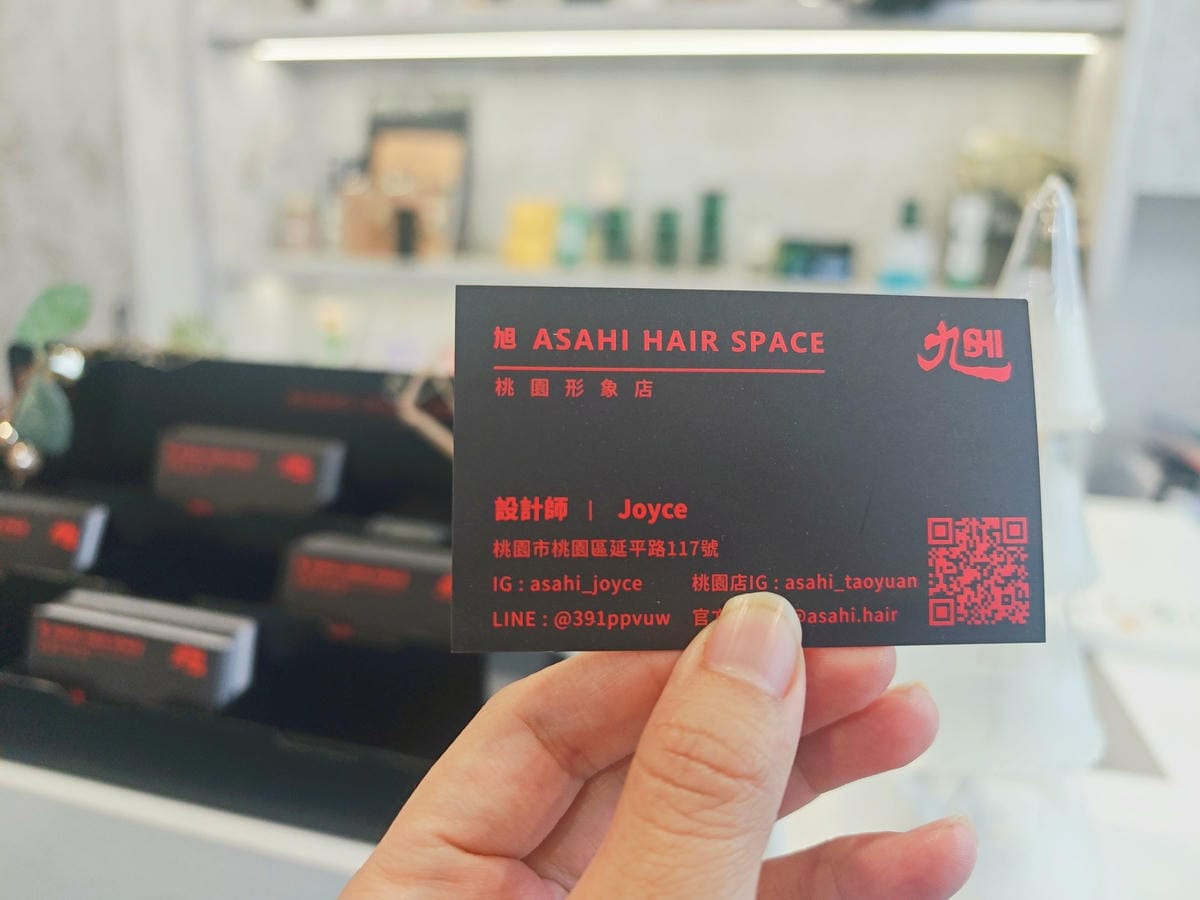 旭 ASAHI HAIR SPACE
桃園形象店
設計師 | Joyce
桃園市桃園區延平路117號
IG : asahi_joyce 桃園店IG : asahi_taoyuan
LINE : @391ppvuw 官 @asahi.hair